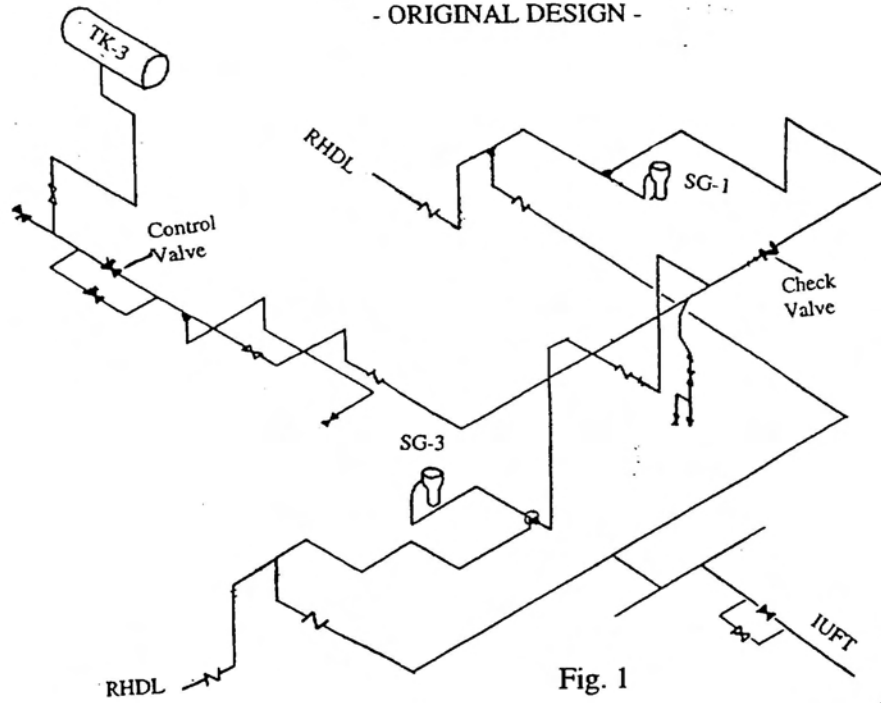 - ORIGINAL DESIGN -
TK-3
RHDL
SG-1
Control
Valve
Check
Valve
SG-3
IUFT
RHDL
Fig. 1